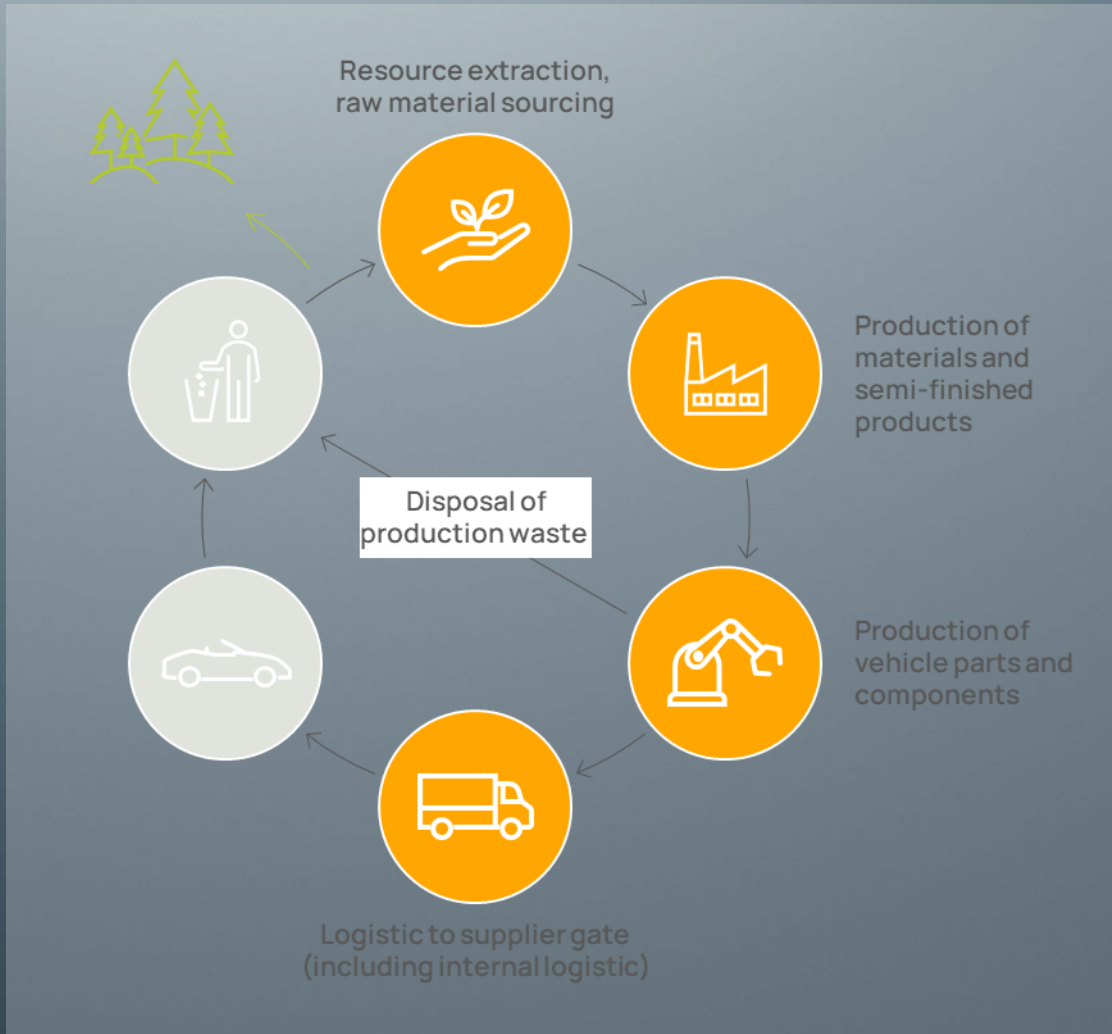 Resource extraction,
raw material sourcing
Production of
materials and
semi-finished
products
Disposal of
production waste
Production of
vehicle parts and
components
Logistic to supplier gate
(including internal logistic)